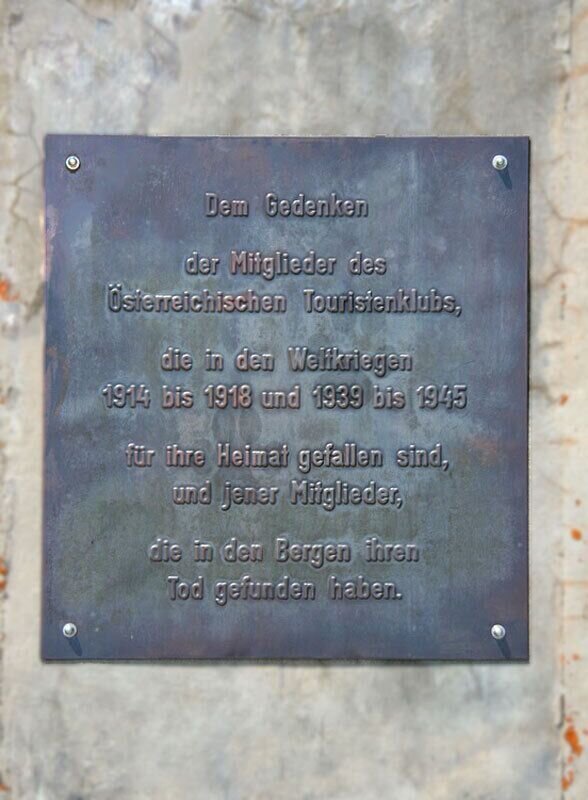 Dem Gedenken
der Mitglieder des
Österreichischen Touristenklubs,
die in den Weltkriegen
1914 bis 1918 und 1939 bis 1945
für ihre Heimat gefallen sind,
und jener Mitglieder,
die in den Bergen ihren
Tod gefunden haben.